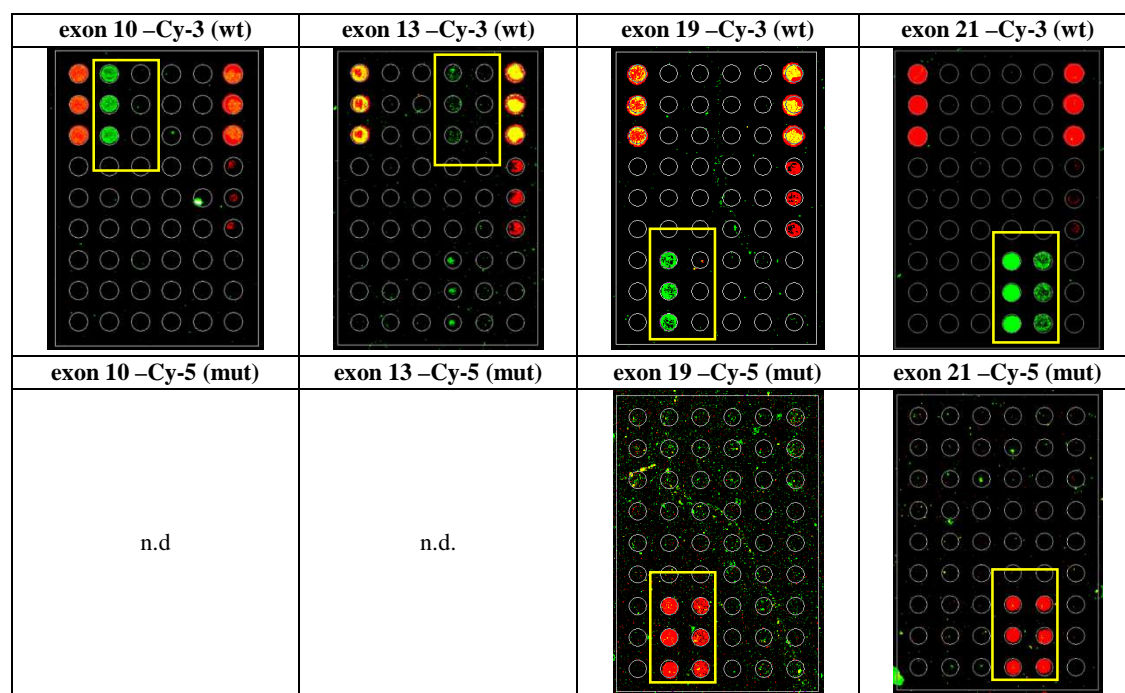 exon 10 –Cy-3 (wt) exon 13 –Cy-3 (wt) exon 19 –Cy-3 (wt) exon 21 –Cy-3 (wt)
exon 10 –Cy-5 (mut) exon 13 –Cy-5 (mut) exon 19 –Cy-5 (mut) exon 21 –Cy-5 (mut)
n.d n.d.